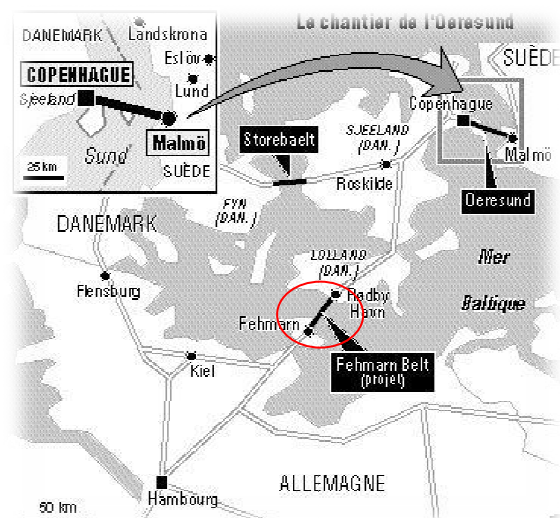 Le chantier de l'Oeresund
DANEMARK
Landskrona
Eslöv
COPENHAGUE
Lund
Sjeeland
Malmö
Sund
SUÈDE
25 km
SUÈDE
Copenhague
Malmö
Storebaelt
SJEELAND
(DAN.)
Roskilde
Oeresund
FYN
(DAN.)
DANEMARK
LOLLAND
(DAN.)
Mer
Baltique
Flensburg
Rødby
Havn
Fehmarn
Fehmarn Belt
(projet)
Kiel
ALLEMAGNE
Hambourg
50 km